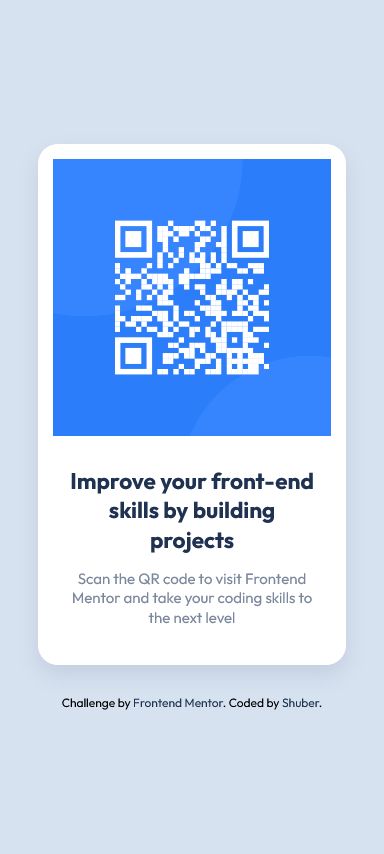 Improve your front-end
skills by building
projects
Scan the QR code to visit Frontend
Mentor and take your coding skills to
the next level
Challenge by Frontend Mentor. Coded by Shuber.